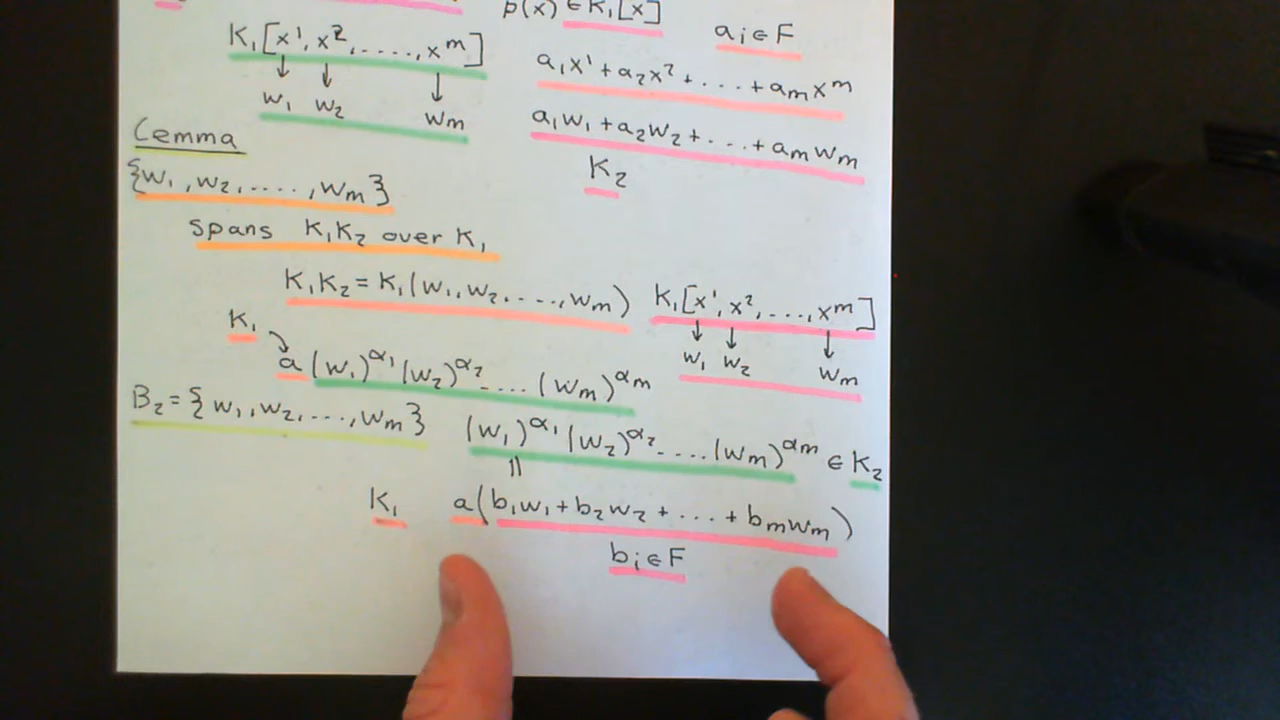 p(x) ∈ K₁[x]
aᵢ ∈ F
K₁[x¹, x², ....., xᵐ]
↓ ↓ ↓
w₁ w₂ wₘ
a₁x¹ + a₂x² + ... + aₘxᵐ
a₁w₁ + a₂w₂ + ... + aₘwₘ
K₂
Lemma
{w₁, w₂, ....., wₘ}
spans K₁K₂ over K₁
K₁K₂ = K₁(w₁, w₂, ...., wₘ)
K₁[x¹, x², ...., xᵐ]
↓ ↓ ↓
w₁ w₂ wₘ
K₁
a(w₁)^α₁ (w₂)^α₂ .... (wₘ)^αm
B₂ = {w₁, w₂, ...., wₘ}
(w₁)^α₁ (w₂)^α₂ .... (wₘ)^αm ∈ K₂
||
K₁ a(b₁w₁ + b₂w₂ + ... + bₘwₘ)
bᵢ ∈ F